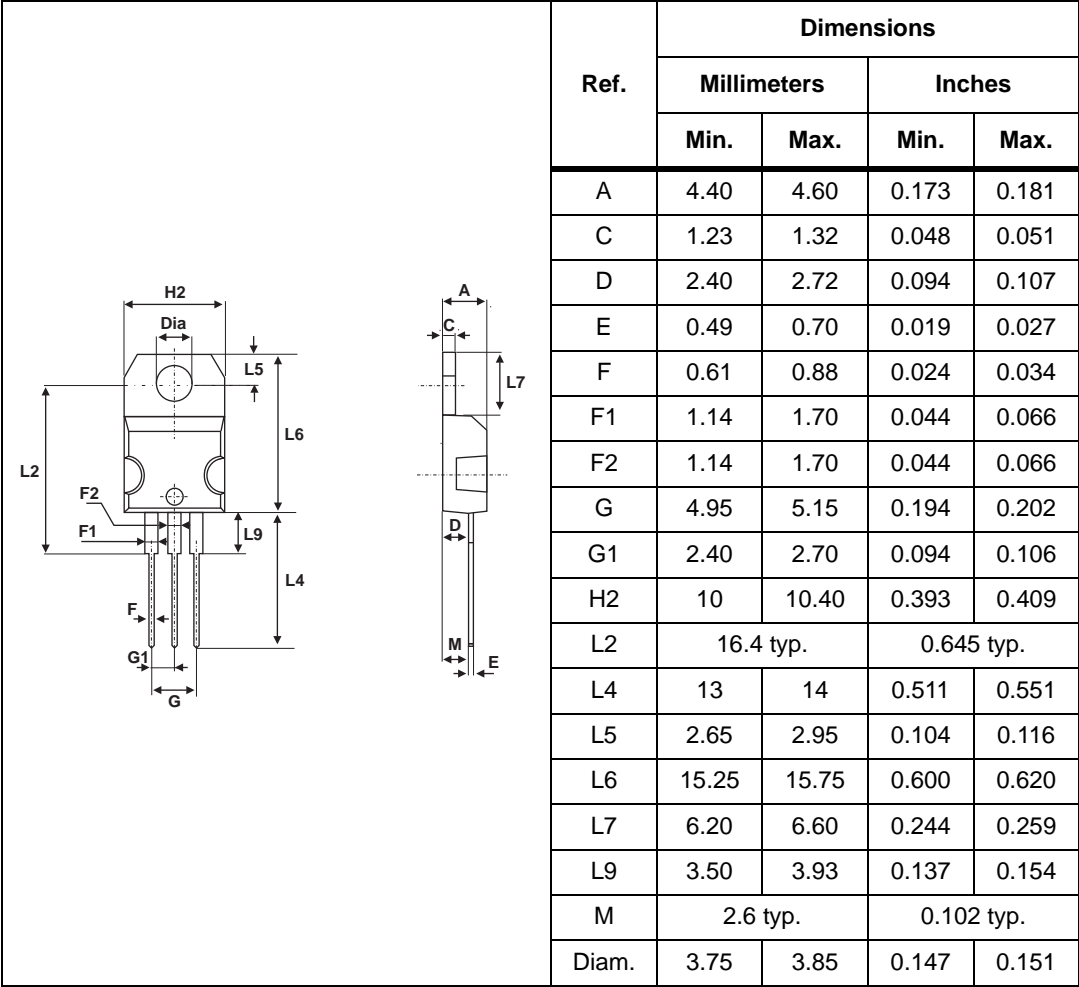 Ref. Dimensions
Millimeters Inches
Min. Max. Min. Max.
A 4.40 4.60 0.173 0.181
C 1.23 1.32 0.048 0.051
D 2.40 2.72 0.094 0.107
E 0.49 0.70 0.019 0.027
F 0.61 0.88 0.024 0.034
F1 1.14 1.70 0.044 0.066
F2 1.14 1.70 0.044 0.066
G 4.95 5.15 0.194 0.202
G1 2.40 2.70 0.094 0.106
H2 10 10.40 0.393 0.409
L2 16.4 typ. 0.645 typ.
L4 13 14 0.511 0.551
L5 2.65 2.95 0.104 0.116
L6 15.25 15.75 0.600 0.620
L7 6.20 6.60 0.244 0.259
L9 3.50 3.93 0.137 0.154
M 2.6 typ. 0.102 typ.
Diam. 3.75 3.85 0.147 0.151
H2
Dia
L5
L6
L2
F2
F1
L9
L4
F
G1
G
A
C
L7
D
M
E